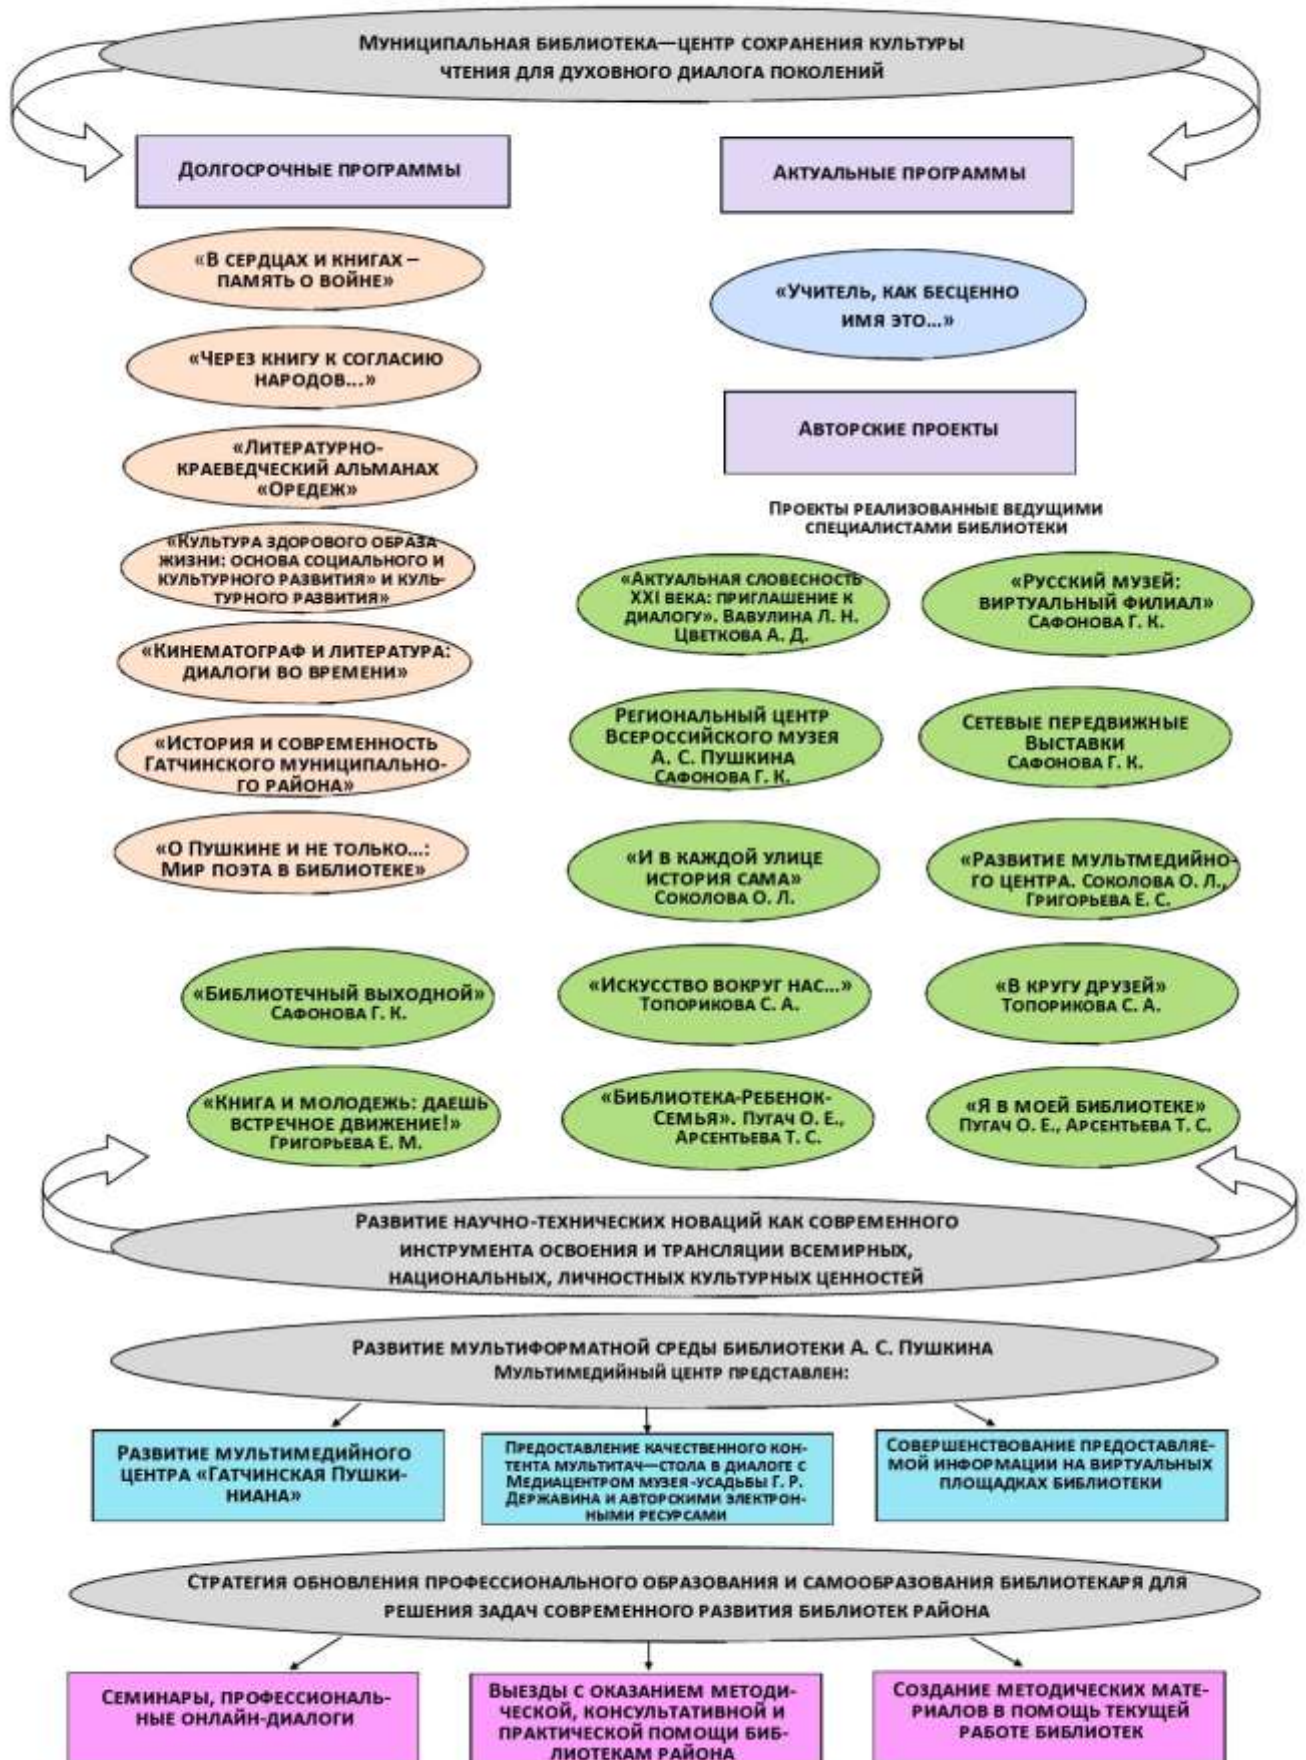 Муниципальная библиотека—центр сохранения культуры
чтения для духовного диалога поколений
Долгосрочные программы
Актуальные программы
«В сердцах и книгах –
память о войне»
«Через книгу к согласию
народов...»
«Литературно-
краеведческий альманах
«Оредеж»
«Культура здорового образа
жизни: основа социального и
культурного развития» и куль-
турного развития»
«Кинематограф и литература:
диалоги во времени»
«История и современность
Гатчинского муниципально-
го района»
«О Пушкине и не только...:
Мир поэта в библиотеке»
«Учитель, как бесценно
имя это...»
Авторские проекты
Проекты реализованные ведущими
специалистами библиотеки
«Актуальная словесность
XXI века: приглашение к
диалогу». Вавулина Л. Н.
Цветкова А. Д.
«Русский музей:
виртуальный филиал»
Сафонова Г. К.
Региональный центр
Всероссийского музея
А. С. Пушкина
Сафонова Г. К.
Сетевые передвижные
Выставки
Сафонова Г. К.
«И в каждой улице
история сама»
Соколова О. Л.
«Развитие мультмедийно-
го центра. Соколова О. Л.,
Григорьева Е. С.
«Библиотечный выходной»
Сафонова Г. К.
«Искусство вокруг нас...»
Топорикова С. А.
«В кругу друзей»
Топорикова С. А.
«Книга и молодежь: даешь
встречное движение!»
Григорьева Е. М.
«Библиотека-Ребенок-
Семья». Пугач О. Е.,
Арсентьева Т. С.
«Я в моей библиотеке»
Пугач О. Е., Арсентьева Т. С.
Развитие научно-технических новаций как современного
инструмента освоения и трансляции всемирных,
национальных, личностных культурных ценностей
Развитие мультиформатной среды библиотеки А. С. Пушкина
Мультимедийный центр представлен:
Развитие мультимедийного
центра «Гатчинская Пушки-
ниана»
Предоставление качественного кон-
тента мультитач—стола в диалоге с
Медиацентром музея-усадьбы Г. Р.
Державина и авторскими электрон-
ными ресурсами
Совершенствование предоставляе-
мой информации на виртуальных
площадках библиотеки
Стратегия обновления профессионального образования и самообразования библиотекаря для
решения задач современного развития библиотек района
Семинары, профессиональ-
ные онлайн-диалоги
Выезды с оказанием методи-
ческой, консультативной и
практической помощи биб-
лиотекам района
Создание методических мате-
риалов в помощь текущей
работе библиотек